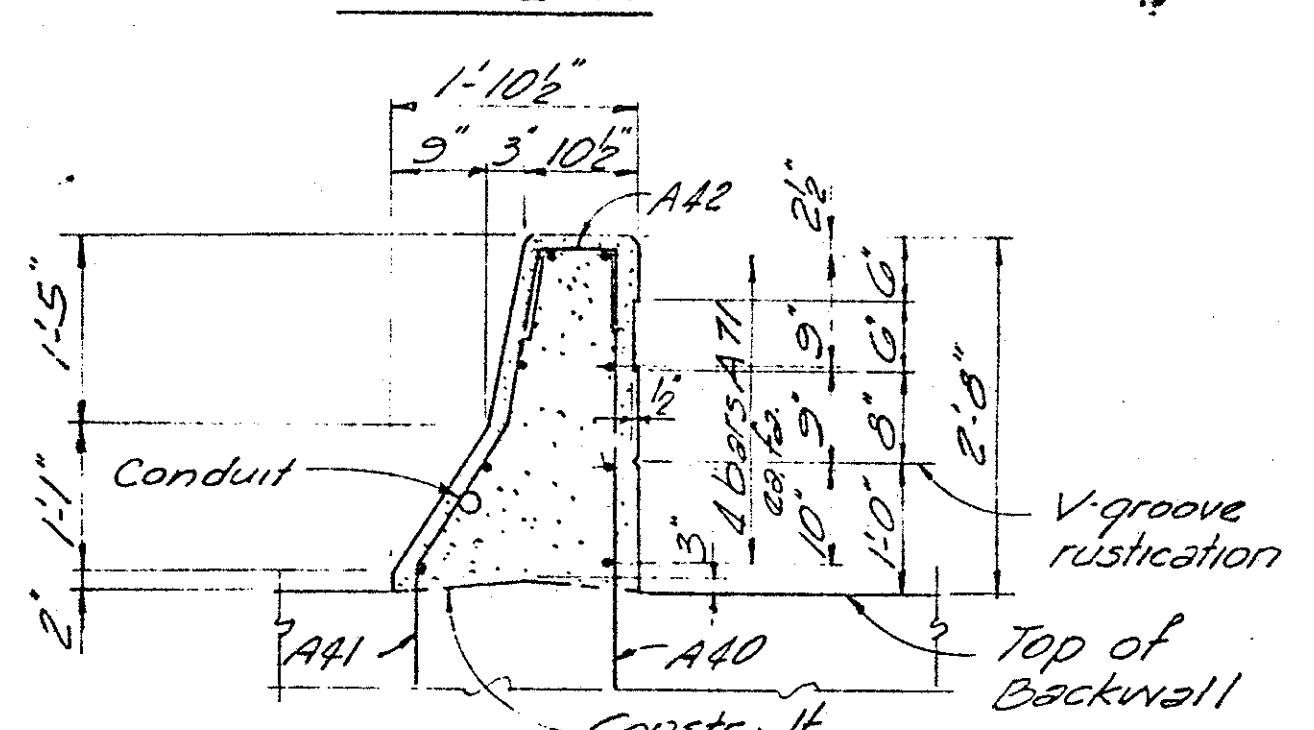 1'-10½"
9" 3" 10½"
A42
2½"
1'-5"
6"
9"
6"
4 bars A71
ea. fa.
½"
9"
8"
2'-8"
Conduit
1'-1"
10"
1'-0"
3"
V-groove
rustication
2"
A41
A40
Top of
Backwall
Constr. Jt.